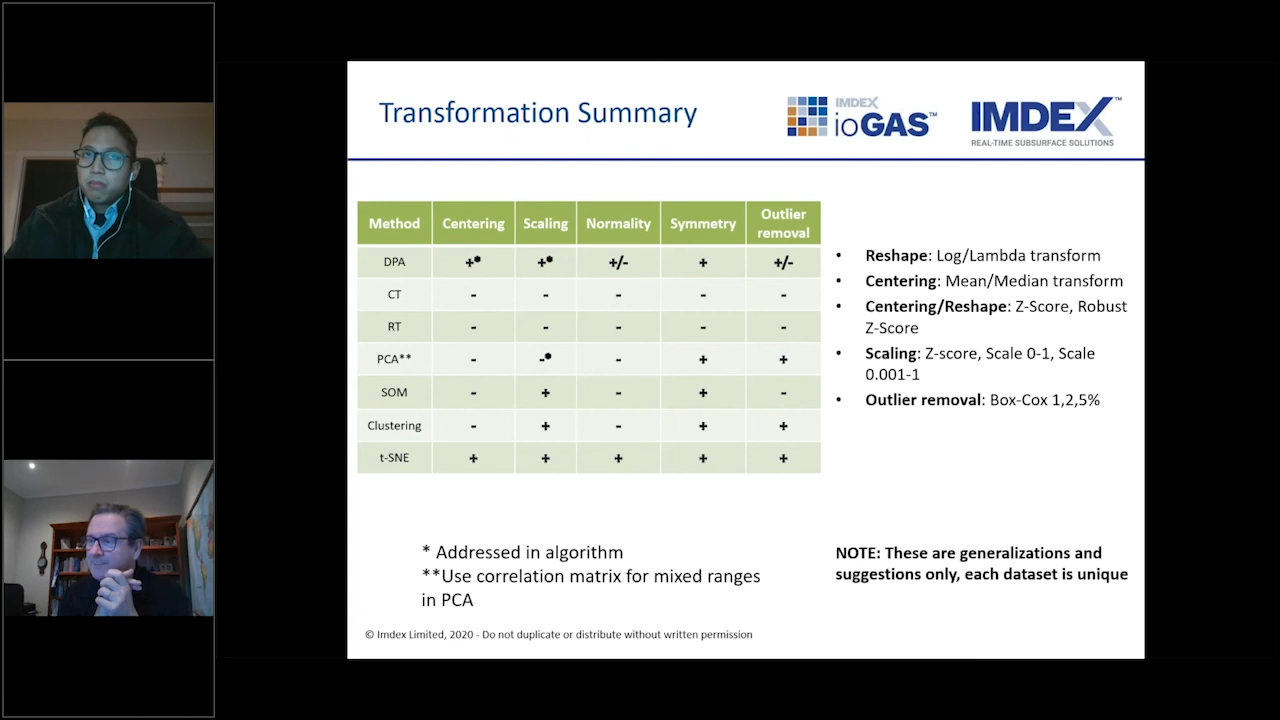 Transformation Summary
IMDEX
ioGAS™
IMDEX™
REAL-TIME SUBSURFACE SOLUTIONS
Method Centering Scaling Normality Symmetry Outlier removal
DPA +* +* +/- + +/-
CT - - - - -
RT - - - - -
PCA** - -* - + +
SOM - + - + -
Clustering - + - + +
t-SNE + + + + +
• Reshape: Log/Lambda transform
• Centering: Mean/Median transform
• Centering/Reshape: Z-Score, Robust
Z-Score
• Scaling: Z-score, Scale 0-1, Scale
0.001-1
• Outlier removal: Box-Cox 1,2,5%
* Addressed in algorithm
**Use correlation matrix for mixed ranges
in PCA
NOTE: These are generalizations and
suggestions only, each dataset is unique
© Imdex Limited, 2020 - Do not duplicate or distribute without written permission